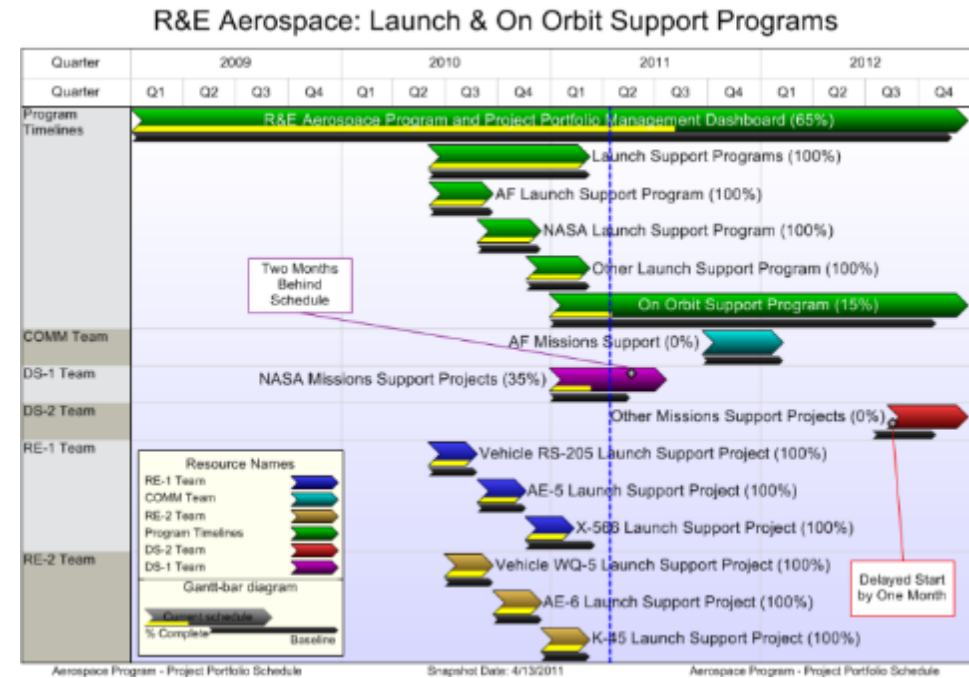 R&E Aerospace: Launch & On Orbit Support Programs
Quarter 2009 2010 2011 2012
Quarter Q1 Q2 Q3 Q4 Q1 Q2 Q3 Q4 Q1 Q2 Q3 Q4 Q1 Q2 Q3 Q4
Program
Timelines
R&E Aerospace Program and Project Portfolio Management Dashboard (65%)
Launch Support Programs (100%)
AF Launch Support Program (100%)
NASA Launch Support Program (100%)
Other Launch Support Program (100%)
Two Months
Behind
Schedule
On Orbit Support Program (15%)
COMM Team
AF Missions Support (0%)
DS-1 Team
NASA Missions Support Projects (35%)
DS-2 Team
Other Missions Support Projects (0%)
RE-1 Team
Vehicle RS-205 Launch Support Project (100%)
AE-5 Launch Support Project (100%)
X-566 Launch Support Project (100%)
RE-2 Team
Vehicle WQ-5 Launch Support Project (100%)
AE-6 Launch Support Project (100%)
K-45 Launch Support Project (100%)
Delayed Start
by One Month
Resource Names
RE-1 Team
COMM Team
RE-2 Team
Program Timelines
DS-2 Team
DS-1 Team
Gantt-bar diagram
Current schedule
% Complete
Baseline
Aerospace Program - Project Portfolio Schedule
Snapshot Date: 4/13/2011
Aerospace Program - Project Portfolio Schedule